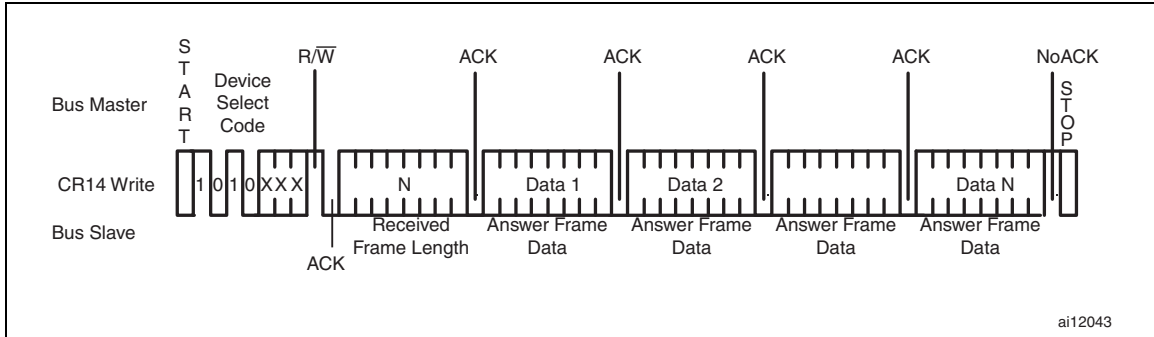 START
R/W
ACK
ACK
ACK
ACK
NoACK
Bus Master
Device
Select
Code
STOP
CR14 Write
1 0 1 0 X X X
N
Data 1
Data 2
Data N
Bus Slave
ACK
Received
Frame Length
Answer Frame
Data
Answer Frame
Data
Answer Frame
Data
Answer Frame
Data
ai12043